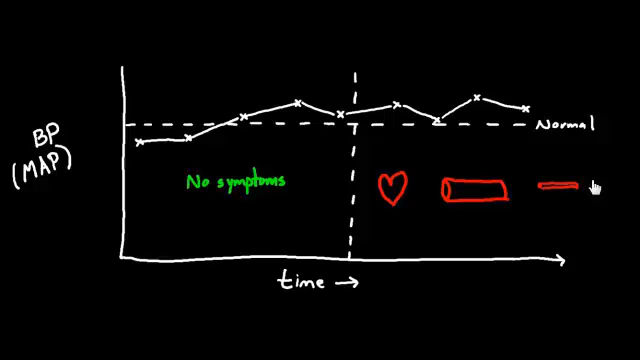 BP
(MAP)
Normal
No symptoms
time →